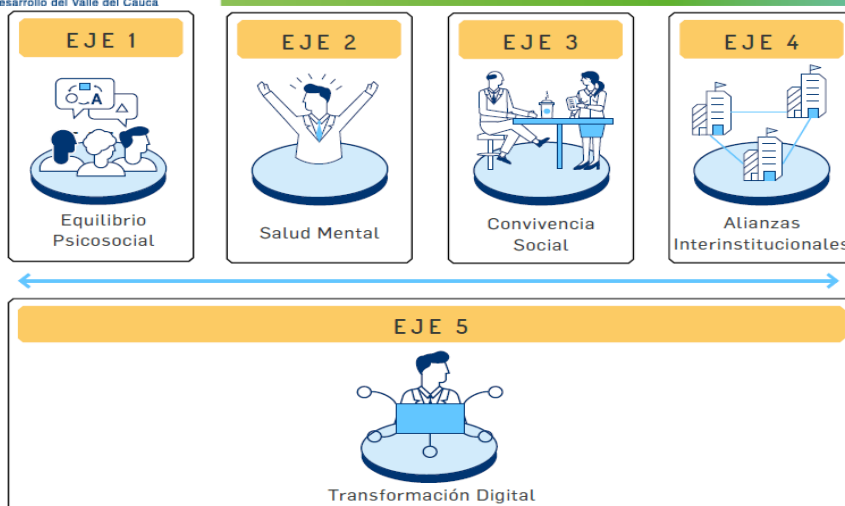 esarrollo del Valle del Cauca
EJE 1
EJE 2
EJE 3
EJE 4
A
Equilibrio
Psicosocial
Salud Mental
Convivencia
Social
Alianzas
Interinstitucionales
EJE 5
Transformación Digital